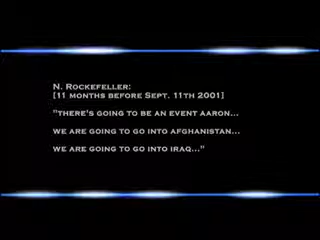 N. ROCKEFELLER:
[11 MONTHS BEFORE SEPT. 11TH 2001]
"THERE'S GOING TO BE AN EVENT AARON...
WE ARE GOING TO GO INTO AFGHANISTAN...
WE ARE GOING TO GO INTO IRAQ..."